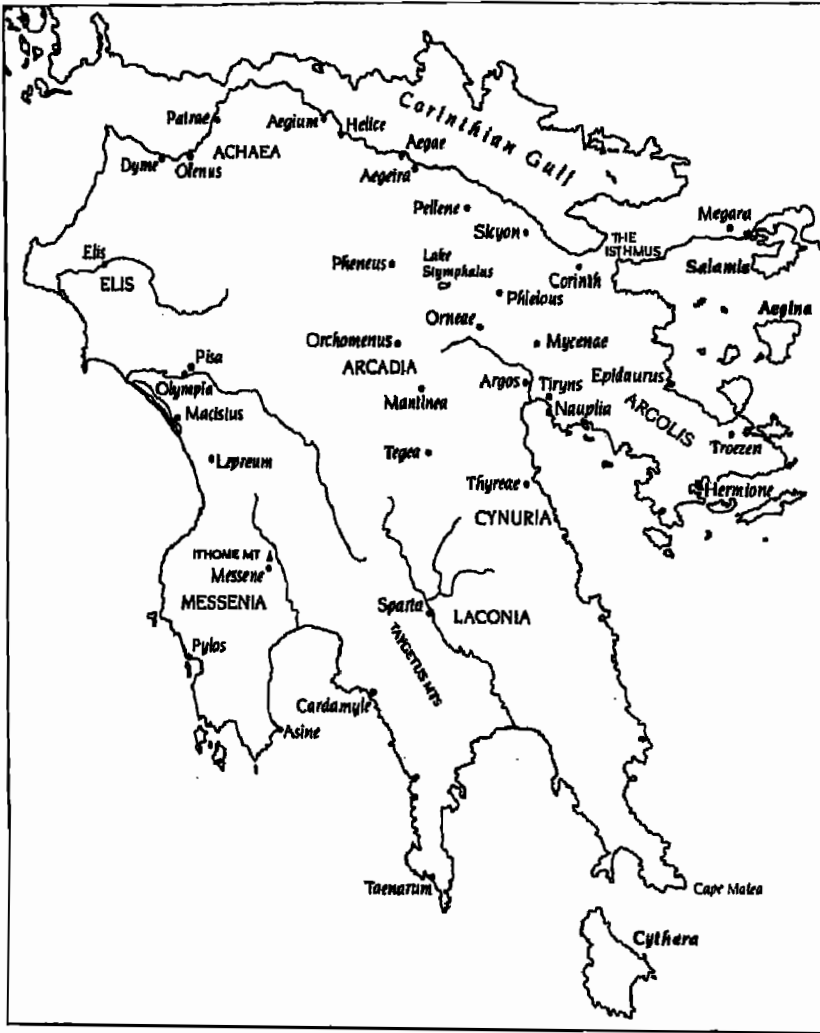 Corinthian Gulf
Patrae
Aegium
Helice
ACHAEA
Dyme
Olenus
Aegae
Aegeira
Pellene
Sicyon
Megara
THE
ISTHMUS
Salamis
Elis
ELIS
Pheneus
Lake
Stymphalus
Corinth
Phleious
Aegina
Orneae
Orchomenus
ARCADIA
Mycenae
Pisa
Olympia
Argos
Tiryns
Epidaurus
Mantinea
Nauplia
ARGOLIS
Macistus
Troezen
Lepreum
Tegea
Thyreae
Hermione
CYNURIA
ITHOME MT
Messene
MESSENIA
Sparta
LACONIA
TAYGETUS MTS
Pylos
Cardamyle
Asine
Taenarum
Cape Malea
Cythera